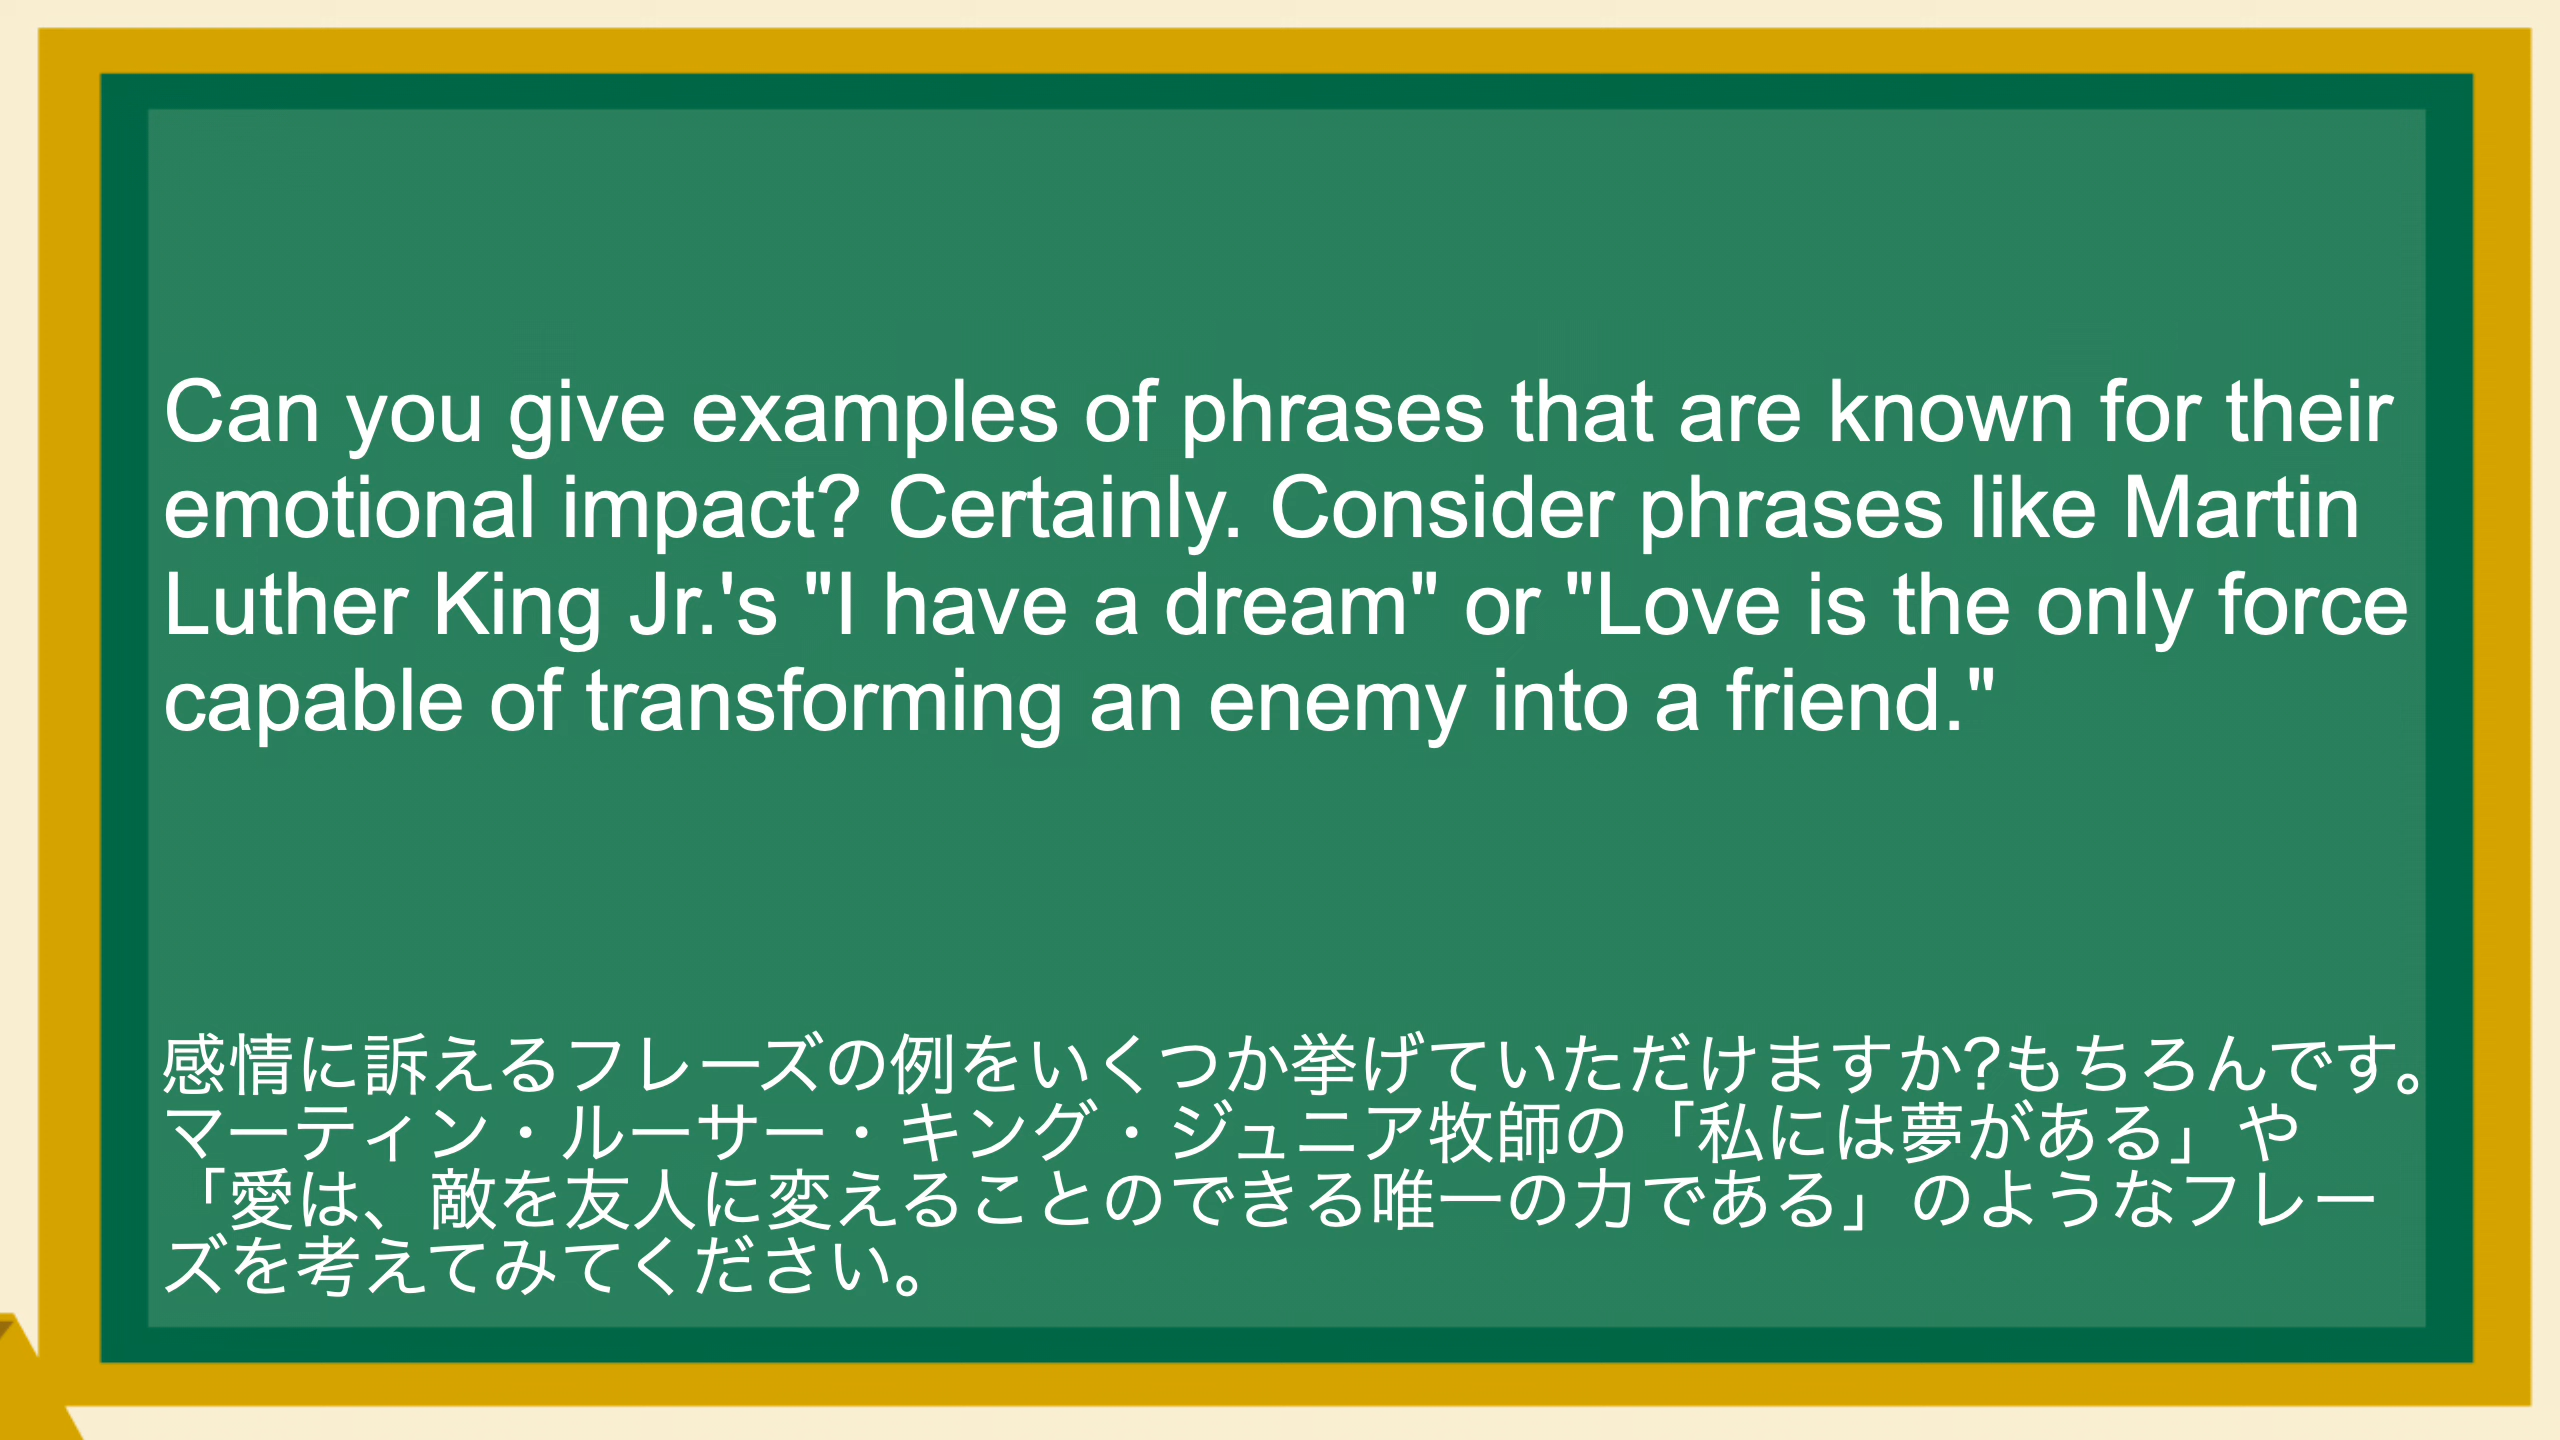 Can you give examples of phrases that are known for their
emotional impact? Certainly. Consider phrases like Martin
Luther King Jr.'s "I have a dream" or "Love is the only force
capable of transforming an enemy into a friend."
感情に訴えるフレーズの例をいくつか挙げていただけますか?もちろんです。
マーティン・ルーサー・キング・ジュニア牧師の「私には夢がある」や
「愛は、敵を友人に変えることのできる唯一の力である」のようなフレー
ズを考えてみてください。